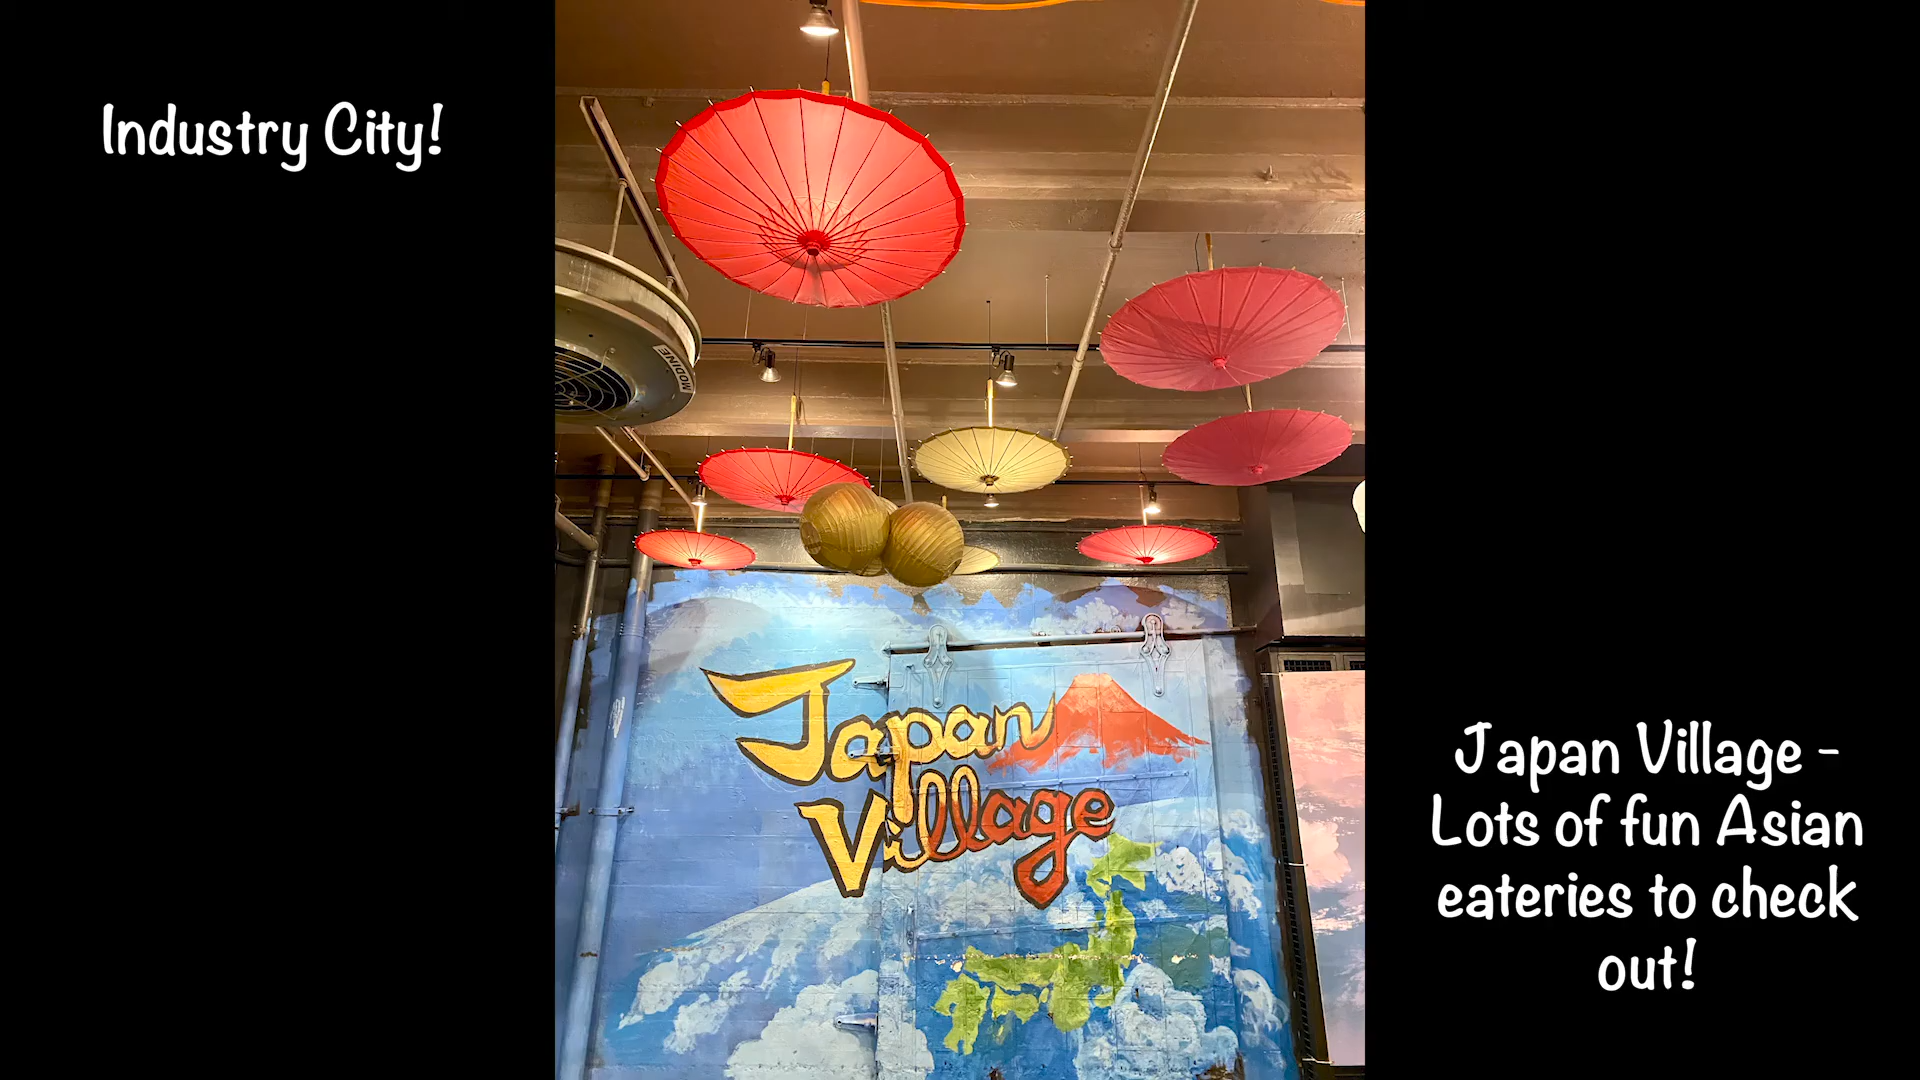 Industry City!
MODINE
Japan
Village
Japan Village -
Lots of fun Asian
eateries to check
out!